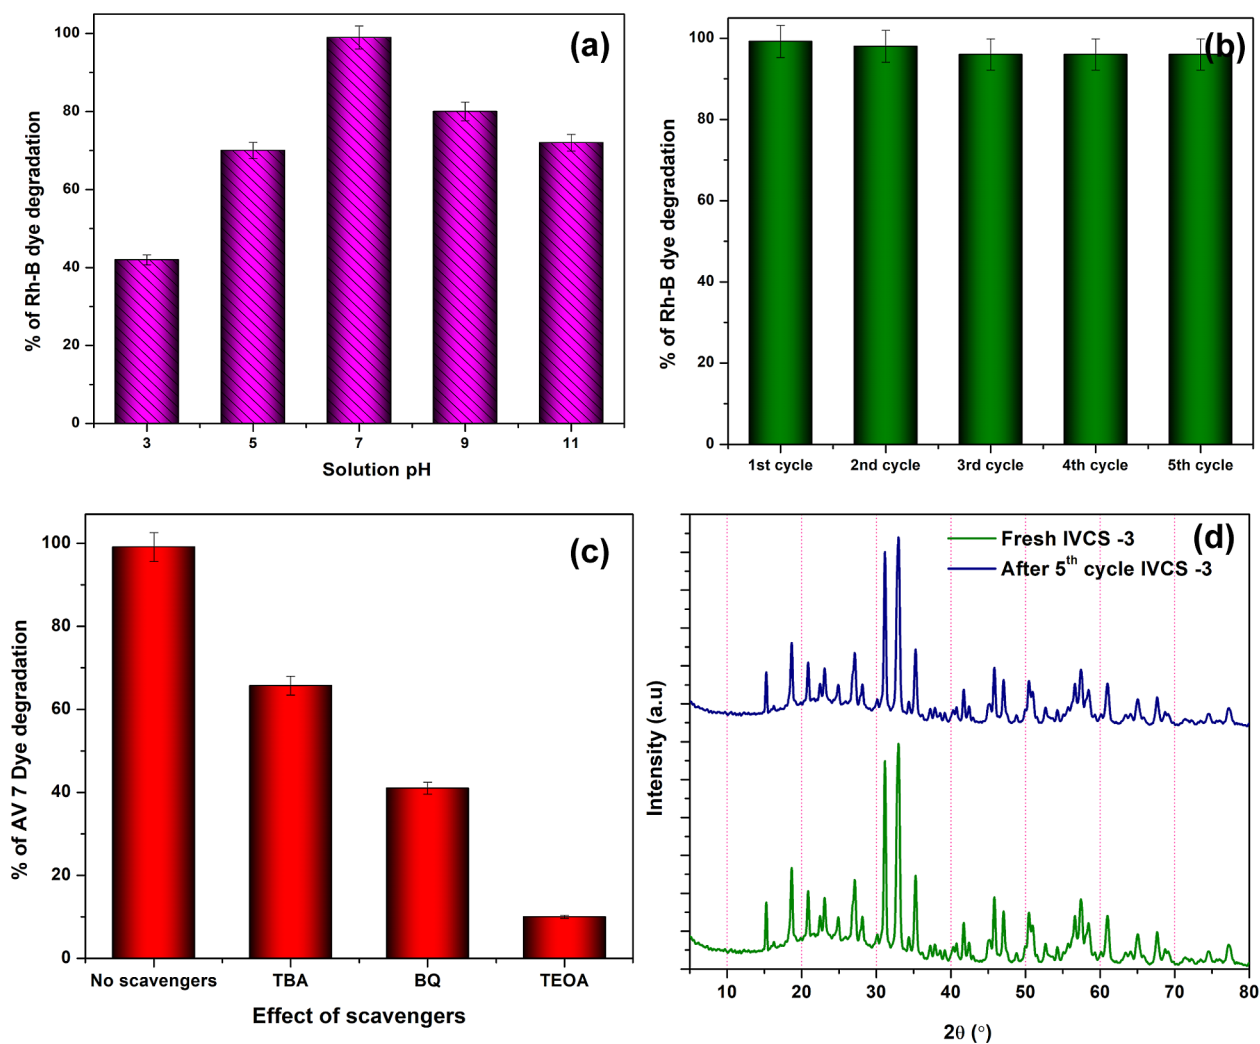 (a)
% of Rh-B dye degradation
100
80
60
40
20
0
3 5 7 9 11
Solution pH
(b)
% of Rh-B dye degradation
100
80
60
40
20
0
1st cycle 2nd cycle 3rd cycle 4th cycle 5th cycle
(c)
% of AV 7 Dye degradation
100
80
60
40
20
0
No scavengers TBA BQ TEOA
Effect of scavengers
(d)
Fresh IVCS -3
After 5th cycle IVCS -3
Intensity (a.u)
10 20 30 40 50 60 70 80
2θ (°)